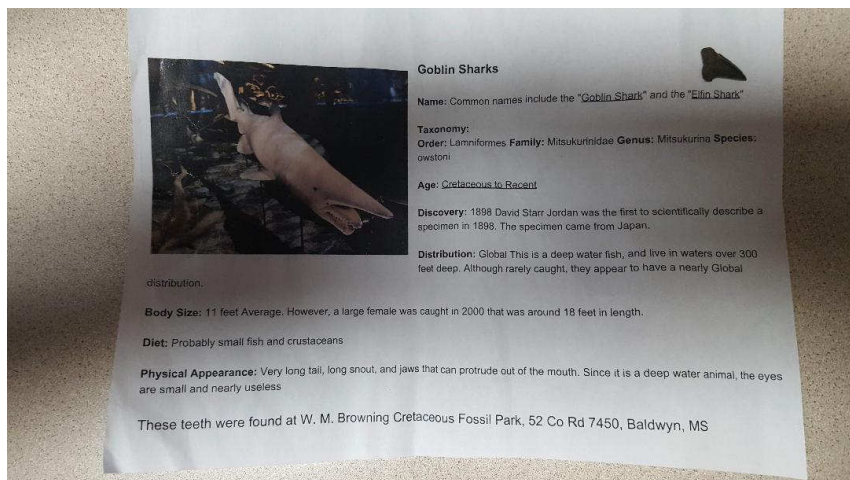 Goblin Sharks
Name: Common names include the "Goblin Shark" and the "Elfin Shark"
Taxonomy:
Order: Lamniformes Family: Mitsukurinidae Genus: Mitsukurina Species:
owstoni
Age: Cretaceous to Recent
Discovery: 1898 David Starr Jordan was the first to scientifically describe a
specimen in 1898. The specimen came from Japan.
Distribution: Global This is a deep water fish, and live in waters over 300
feet deep. Although rarely caught, they appear to have a nearly Global
distribution.
Body Size: 11 feet Average. However, a large female was caught in 2000 that was around 18 feet in length.
Diet: Probably small fish and crustaceans
Physical Appearance: Very long tail, long snout, and jaws that can protrude out of the mouth. Since it is a deep water animal, the eyes
are small and nearly useless
These teeth were found at W. M. Browning Cretaceous Fossil Park, 52 Co Rd 7450, Baldwyn, MS